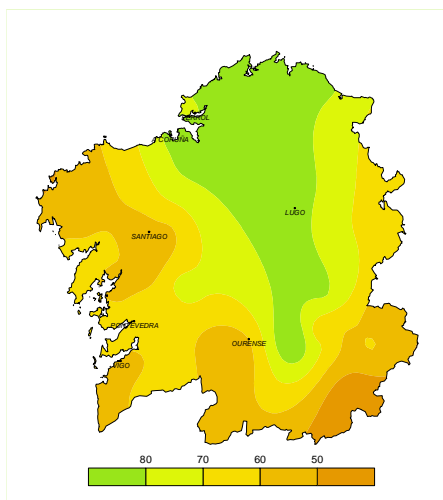 FERROL
A CORUÑA
LUGO
SANTIAGO
PONTEVEDRA
OURENSE
VIGO
80 70 60 50